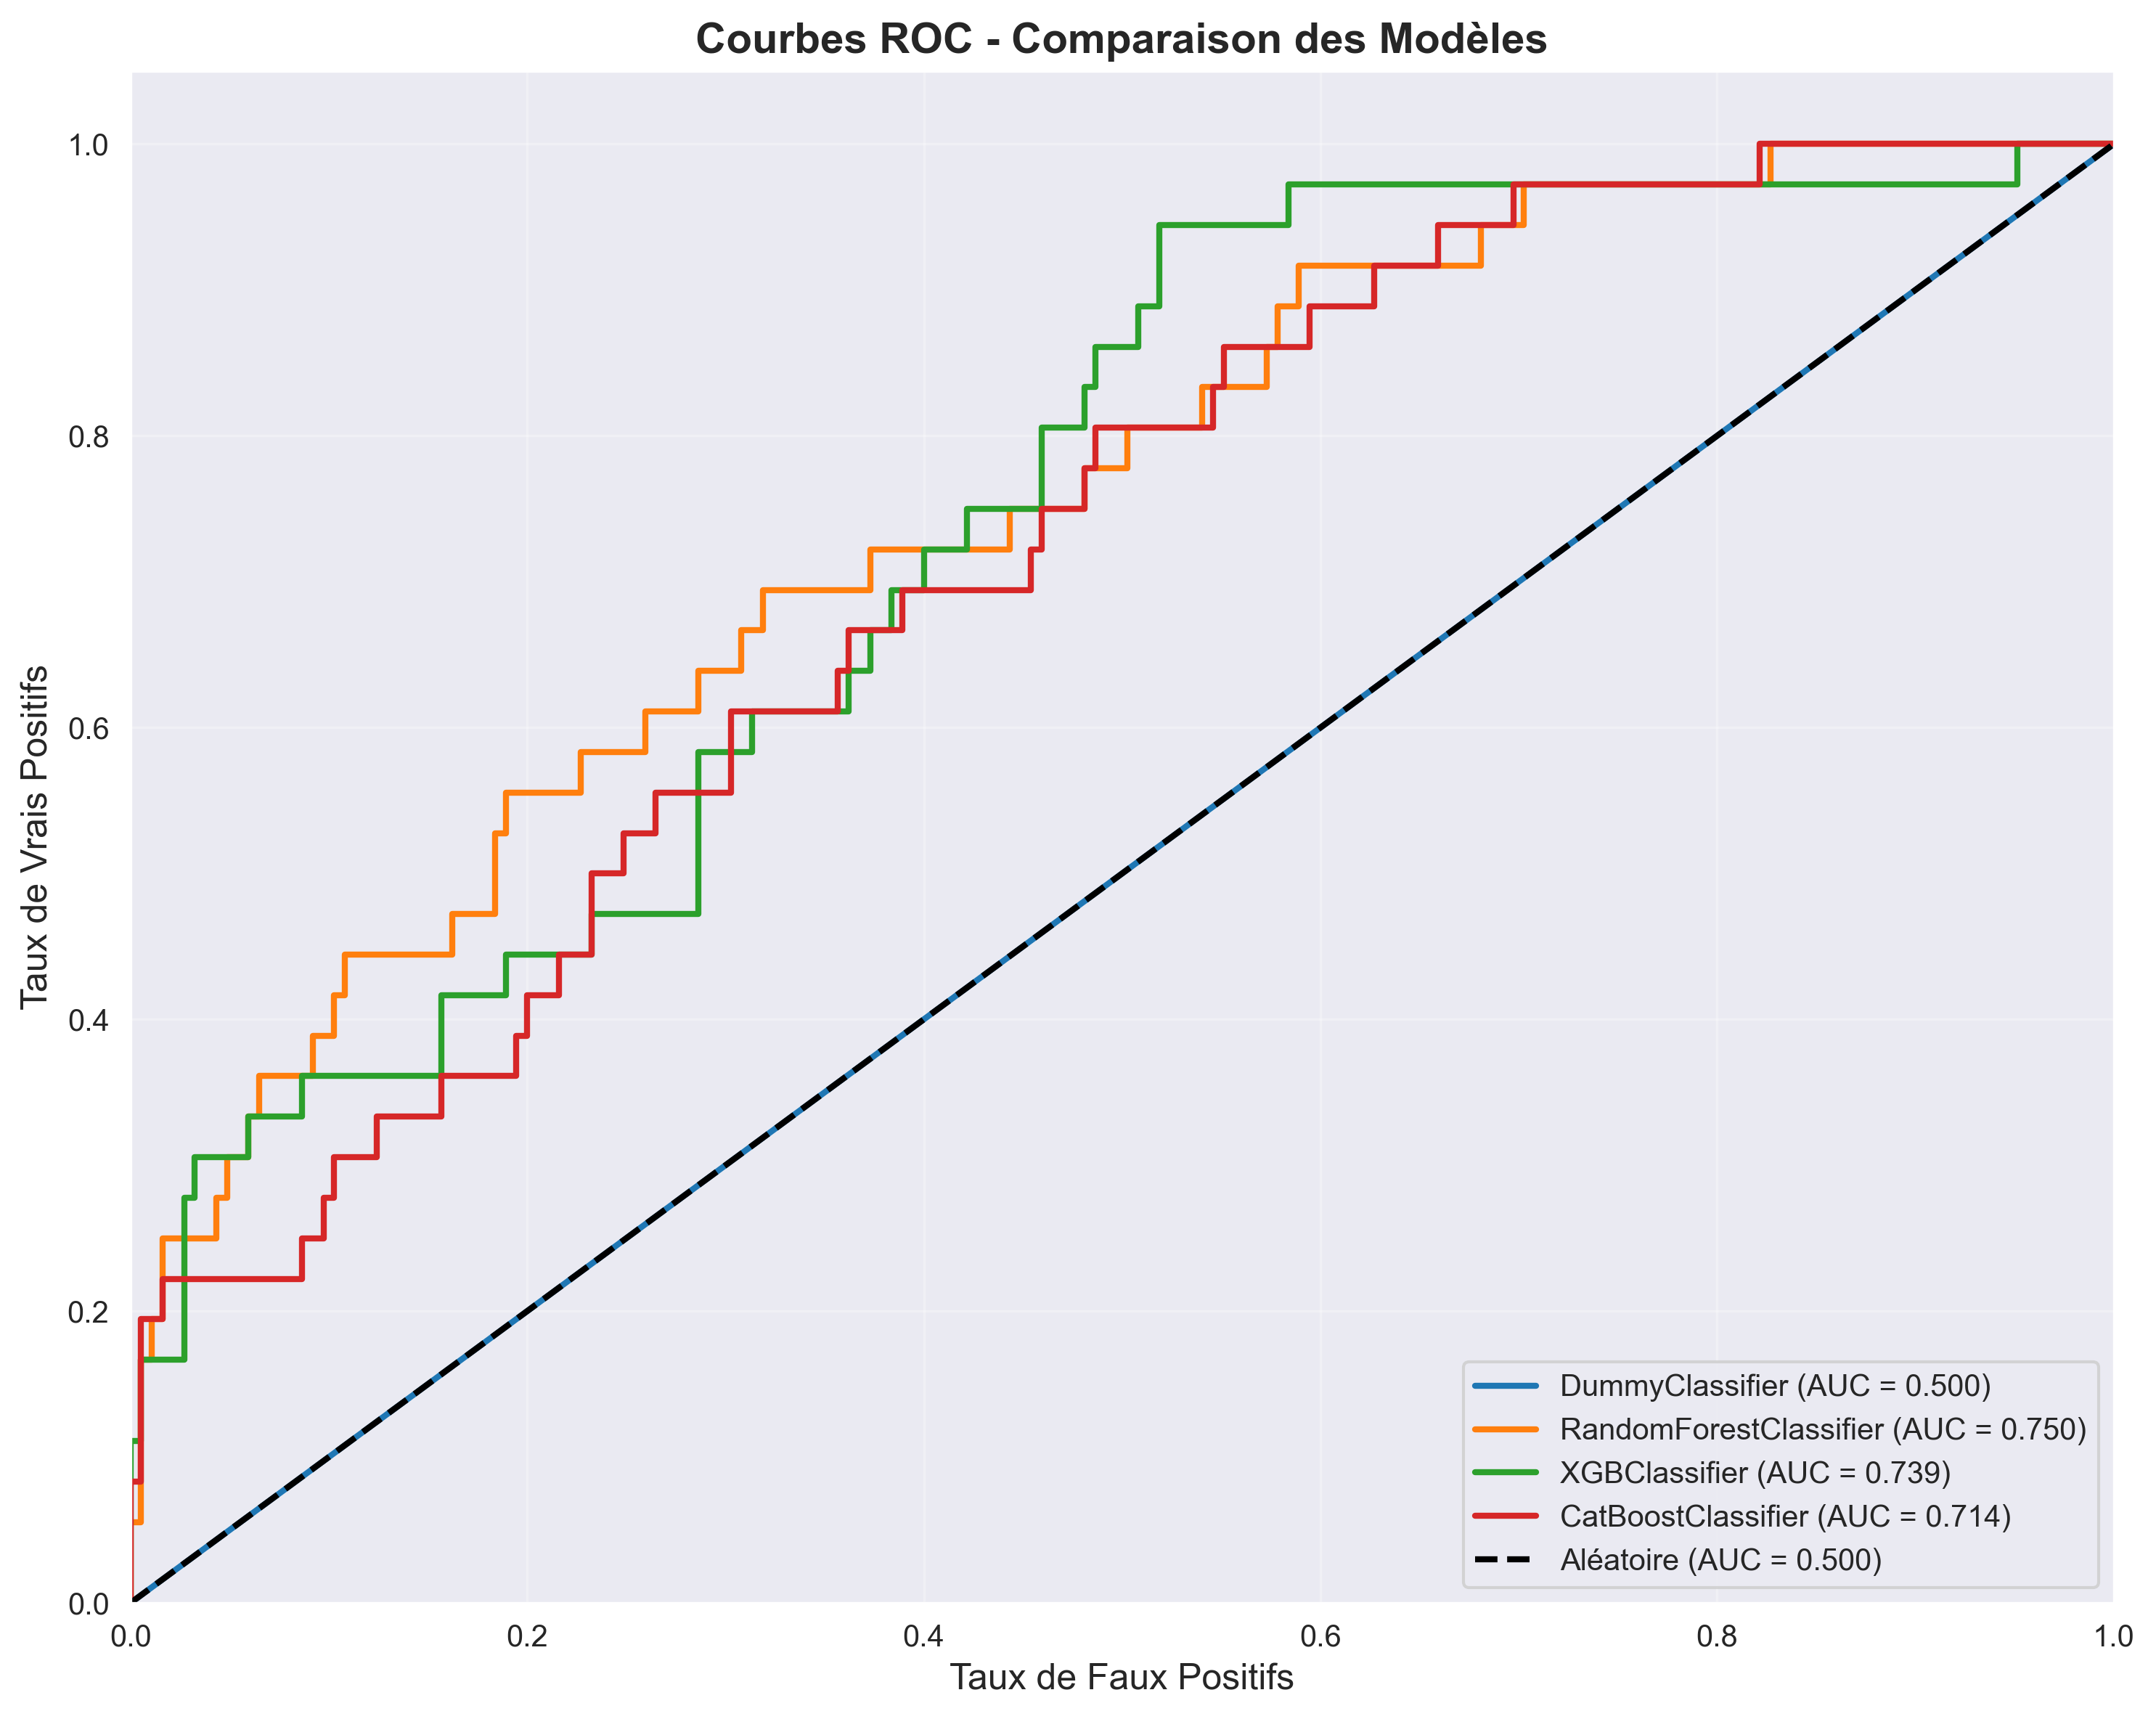 Courbes ROC - Comparaison des Modèles
Taux de Vrais Positifs
1.0
0.8
0.6
0.4
0.2
0.0
0.0 0.2 0.4 0.6 0.8 1.0
Taux de Faux Positifs
DummyClassifier (AUC = 0.500)
RandomForestClassifier (AUC = 0.750)
XGBClassifier (AUC = 0.739)
CatBoostClassifier (AUC = 0.714)
Aléatoire (AUC = 0.500)